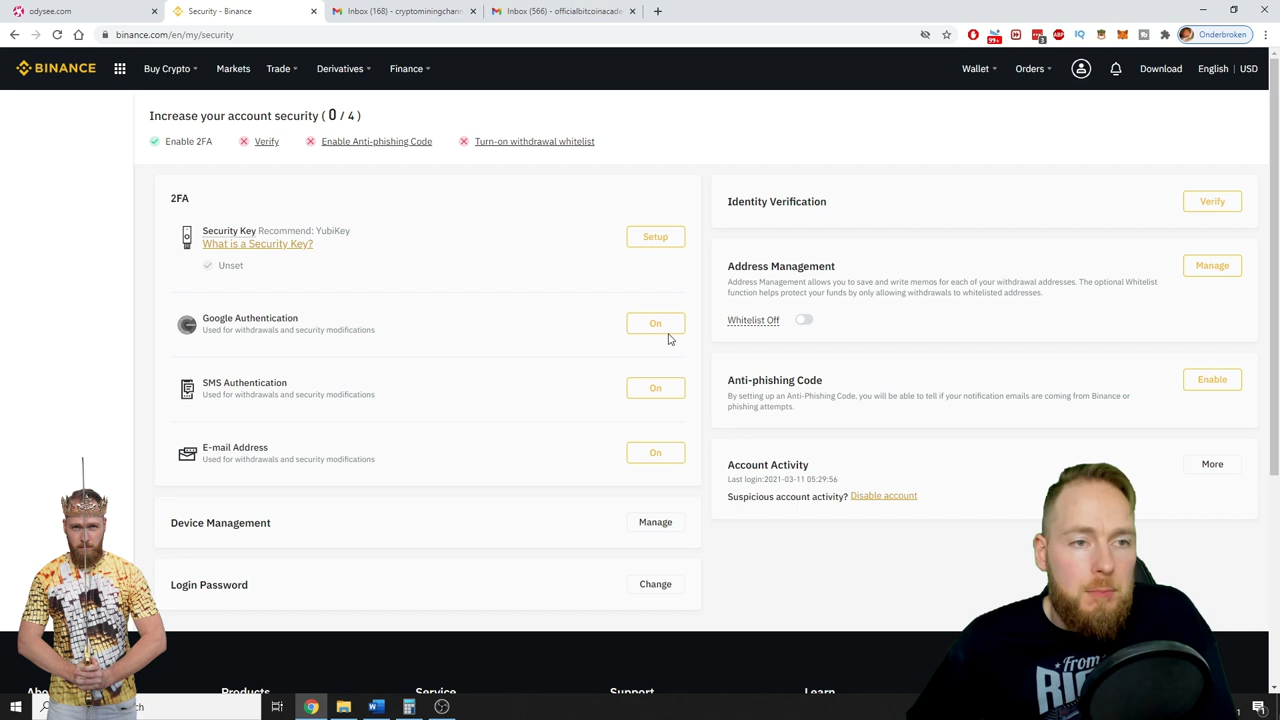 odysee.com
Security - Binance
Inbox (168) - cryptominingchann
Inbox (566) - officialbitcoinacade
binance.com/en/my/security
99+
3
ABP
IQ
Onderbroken
BINANCE
Buy Crypto
Markets
Trade
Derivatives
Finance
Wallet
Orders
Download
English
USD
Increase your account security ( 0 / 4 )
Enable 2FA
Verify
Enable Anti-phishing Code
Turn-on withdrawal whitelist
2FA
Security Key Recommend: YubiKey
What is a Security Key?
Setup
Unset
Google Authentication
Used for withdrawals and security modifications
On
SMS Authentication
Used for withdrawals and security modifications
On
E-mail Address
Used for withdrawals and security modifications
On
Device Management
Manage
Login Password
Change
Identity Verification
Verify
Address Management
Manage
Address Management allows you to save and write memos for each of your withdrawal addresses. The optional Whitelist
function helps protect your funds by only allowing withdrawals to whitelisted addresses.
Whitelist Off
Anti-phishing Code
Enable
By setting up an Anti-Phishing Code, you will be able to tell if your notification emails are coming from Binance or
phishing attempts.
Account Activity
More
Last login:2021-03-11 05:29:56
Suspicious account activity? Disable account
Products
Service
Support
Learn
From